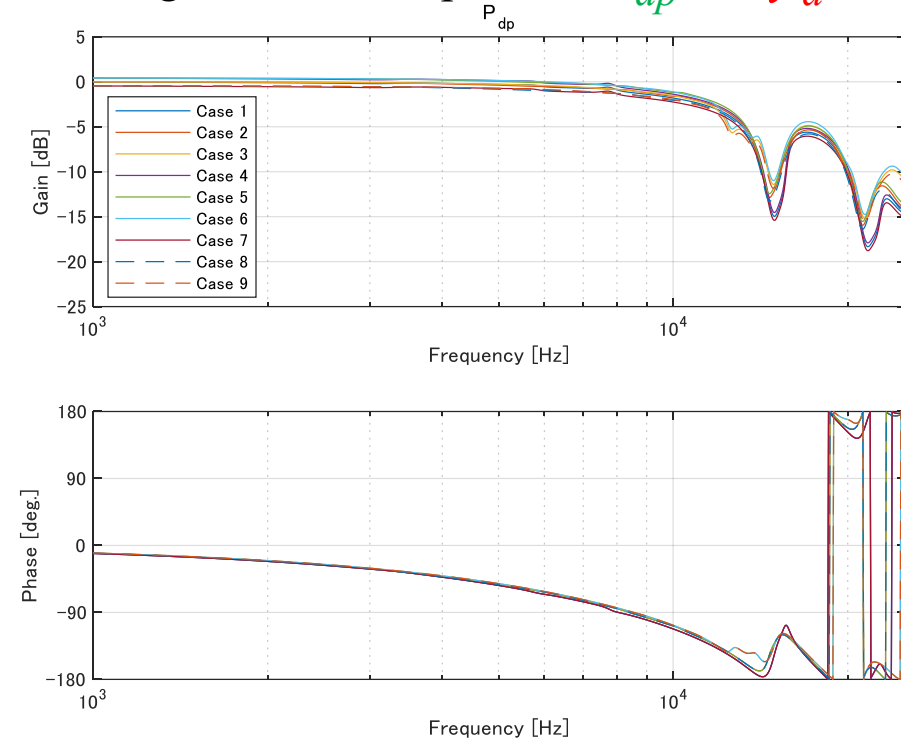 dp
P dp
5
0
-5
-10
-15
-20
-25
Gain [dB]
Case 1
Case 2
Case 3
Case 4
Case 5
Case 6
Case 7
Case 8
Case 9
10^3
10^4
Frequency [Hz]
180
90
0
-90
-180
Phase [deg.]
10^3
10^4
Frequency [Hz]